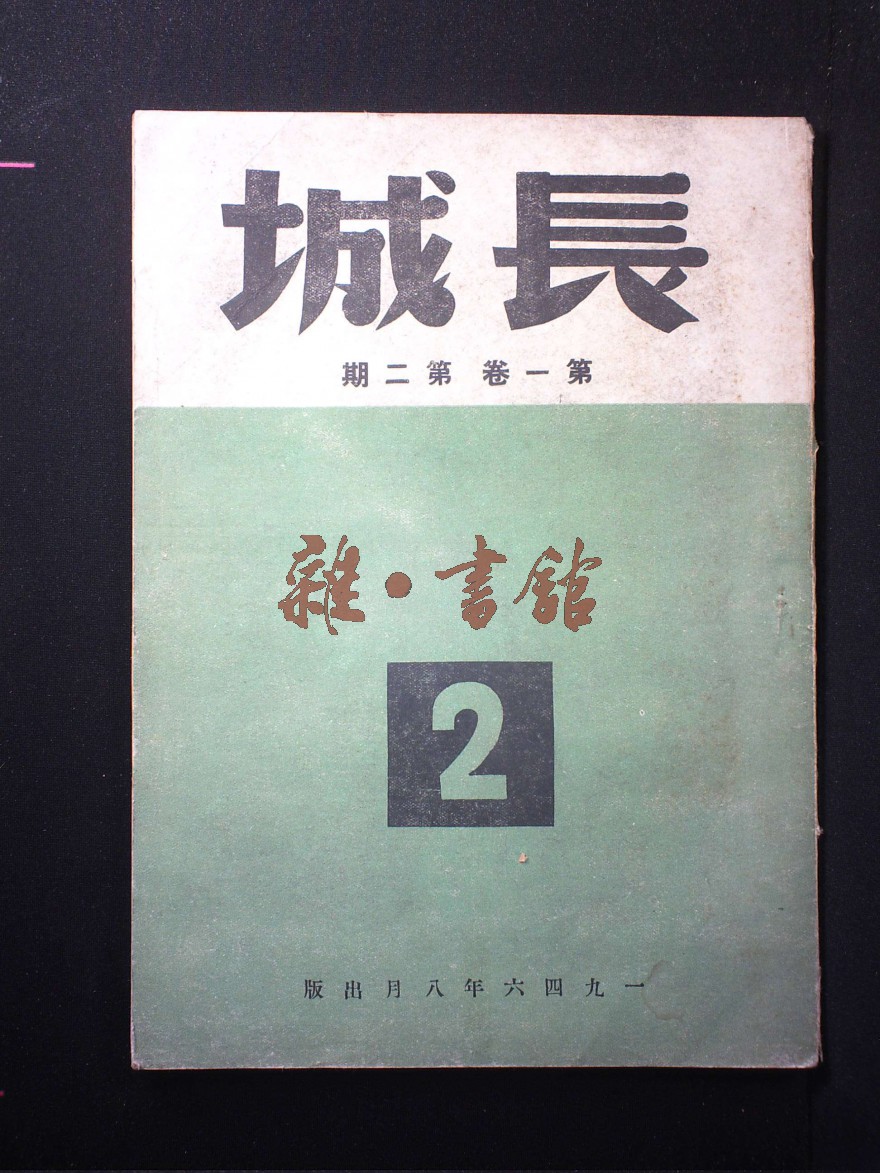 長城
第一卷 第二期
雜·書館
2
一九四六年八月出版